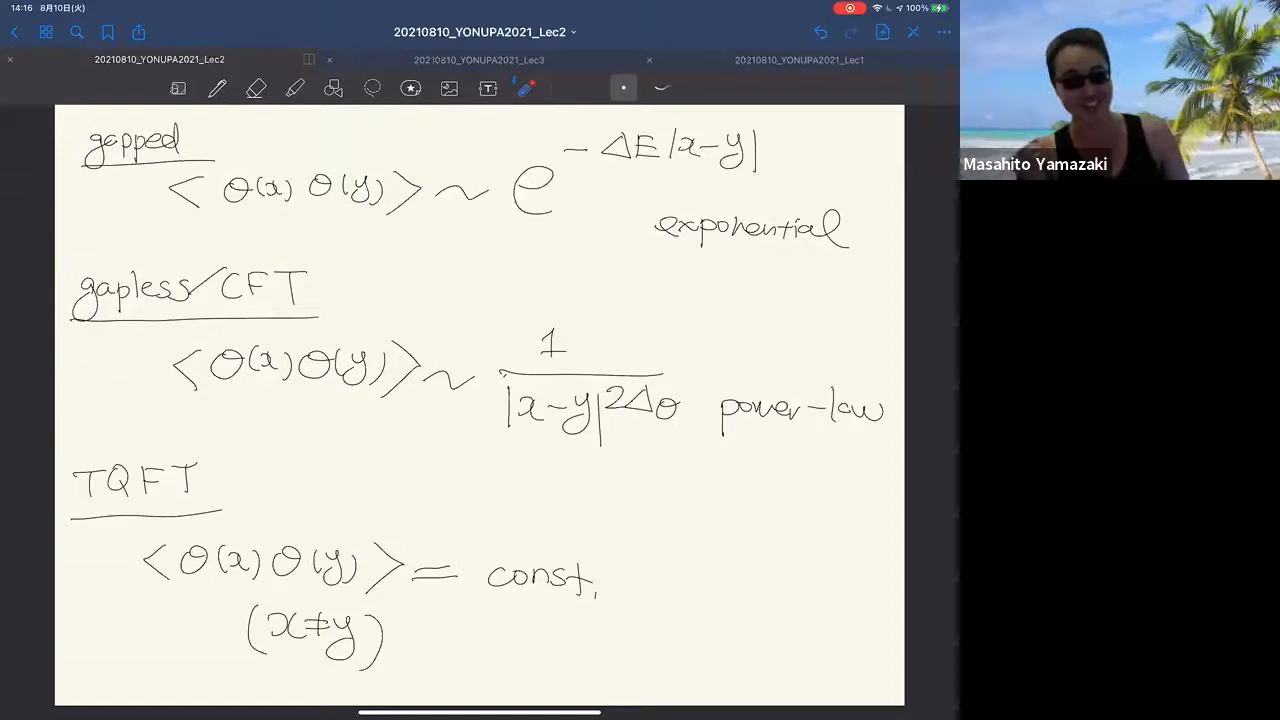 14:16 8月10日(火)
100%
20210810_YONUPA2021_Lec2
20210810_YONUPA2021_Lec2
20210810_YONUPA2021_Lec3
20210810_YONUPA2021_Lec1
gapped
<O(x) O(y)> ~ e^{-ΔE|x-y|}
exponential
gapless/CFT
<O(x)O(y)> ~ 1/|x-y|^{2Δ_O} power-law
TQFT
<O(x) O(y)> = const.
(x≠y)
Masahito Yamazaki